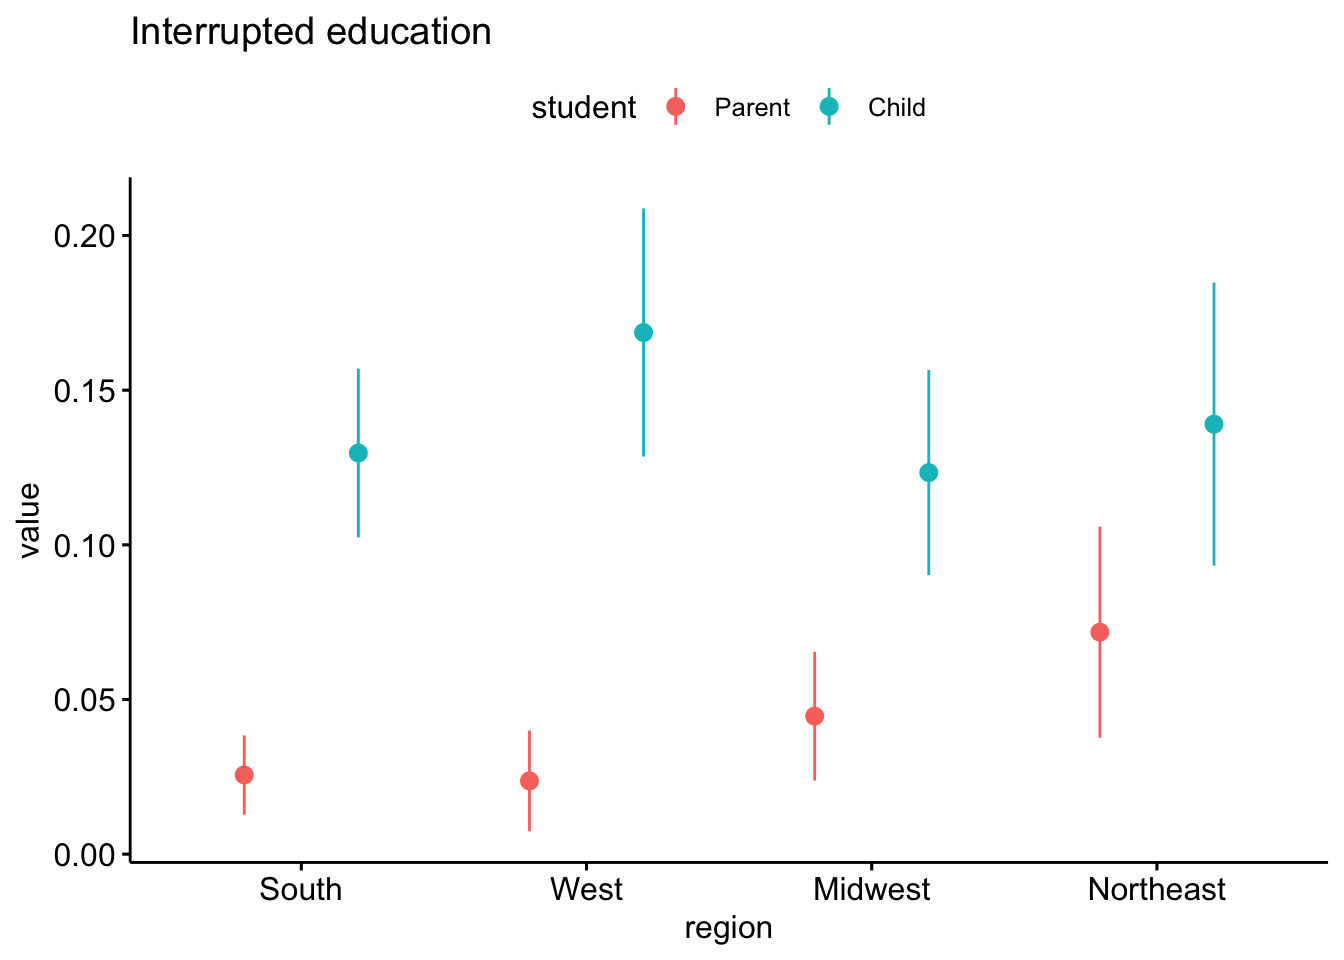 Interrupted education
student Parent Child
0.20
0.15
0.10
0.05
0.00
value
South West Midwest Northeast
region